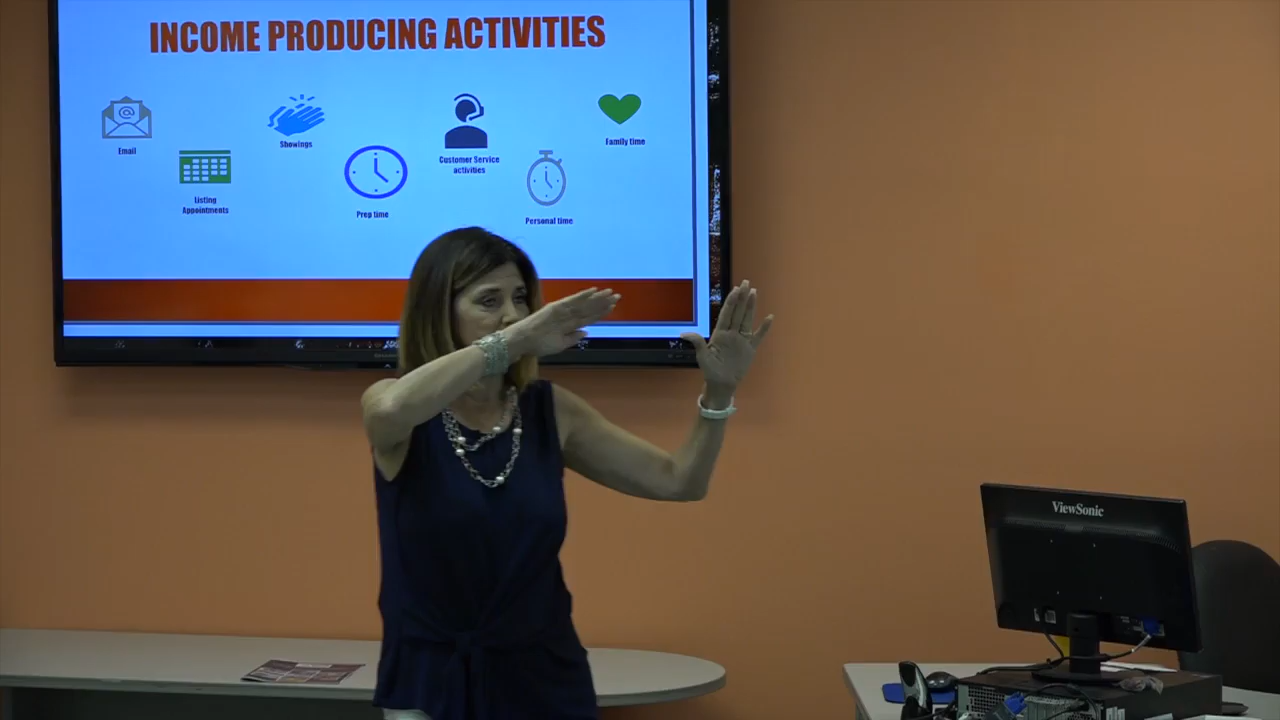 INCOME PRODUCING ACTIVITIES
Email
Listing
Appointments
Showings
Prep time
Customer Service
activities
Personal time
Family time
ViewSonic